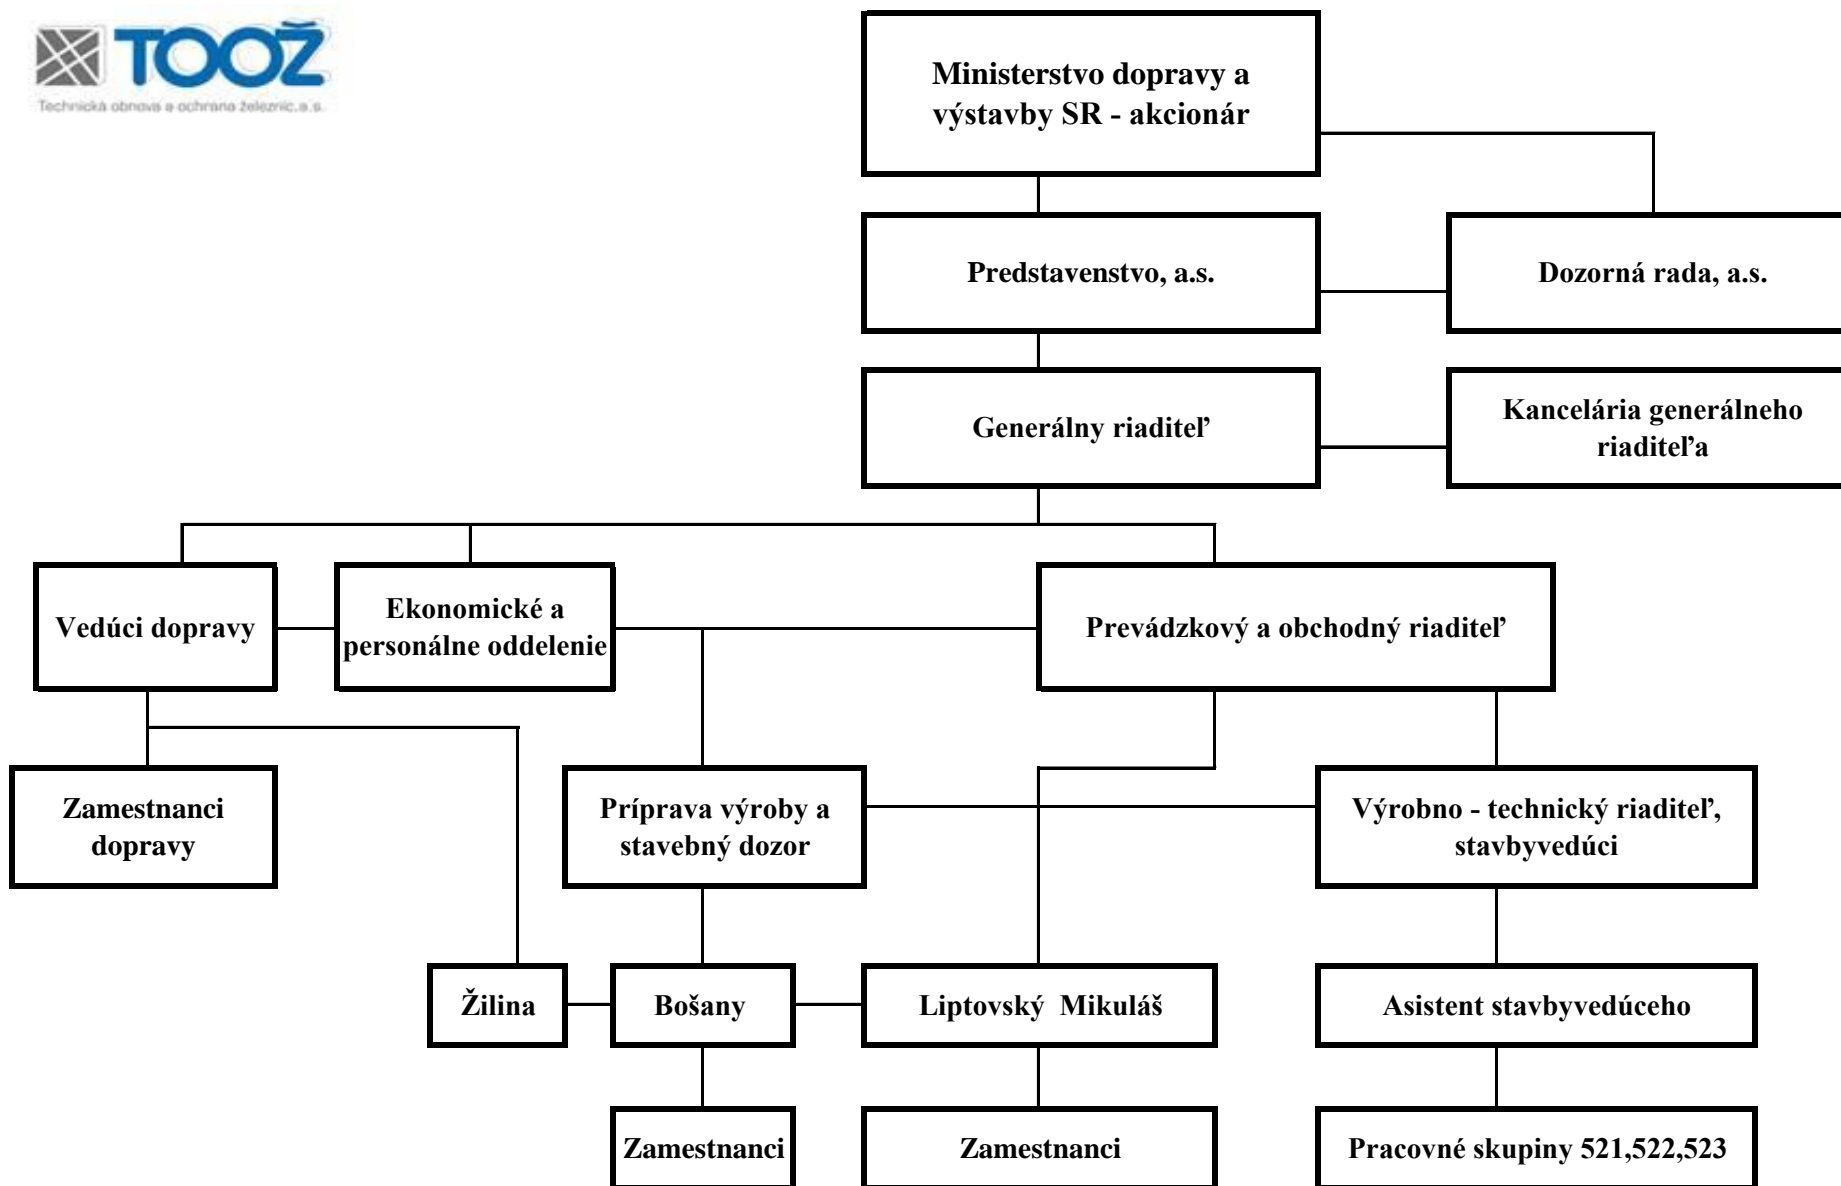 TOOŽ
Technická obnova a ochrana železníc,a.s.
Ministerstvo dopravy a
výstavby SR - akcionár
Predstavenstvo, a.s.
Dozorná rada, a.s.
Generálny riaditeľ
Kancelária generálneho
riaditeľa
Vedúci dopravy
Ekonomické a
personálne oddelenie
Prevádzkový a obchodný riaditeľ
Zamestnanci
dopravy
Príprava výroby a
stavebný dozor
Výrobno - technický riaditeľ,
stavbyvedúci
Žilina
Bošany
Liptovský  Mikuláš
Asistent stavbyvedúceho
Zamestnanci
Zamestnanci
Pracovné skupiny 521,522,523